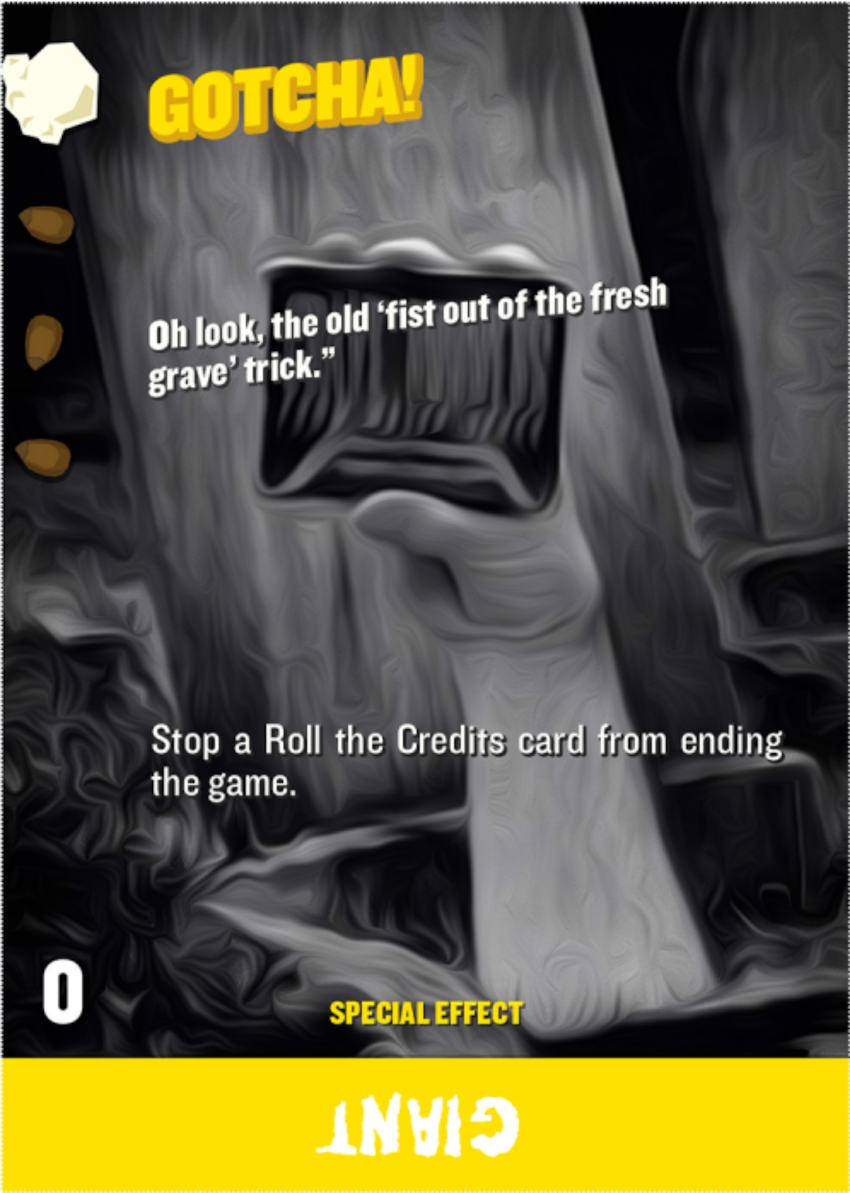 GOTCHA!
Oh look, the old ‘fist out of the fresh
grave’ trick.”
Stop a Roll the Credits card from ending
the game.
0
SPECIAL EFFECT
GIANT